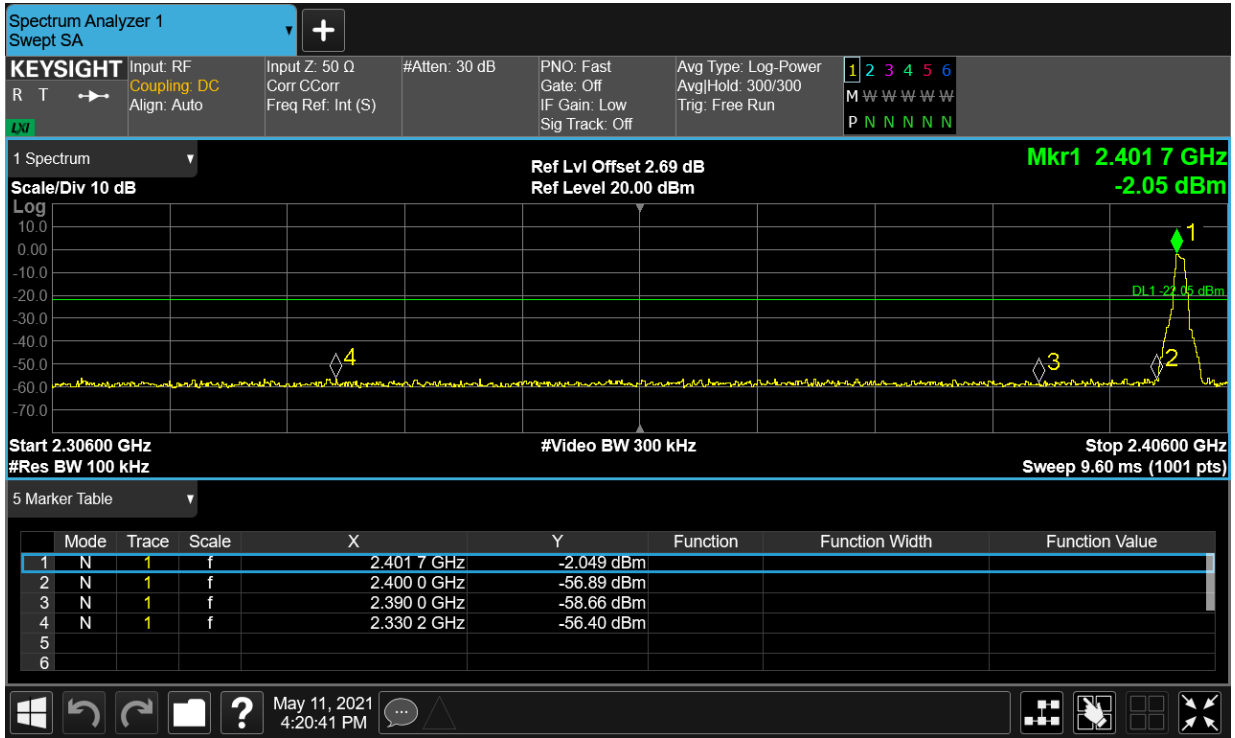 Spectrum Analyzer 1
Swept SA
KEYSIGHT
R T
LXI
Input: RF
Coupling: DC
Align: Auto
Input Z: 50 Ω
Corr CCorr
Freq Ref: Int (S)
#Atten: 30 dB
PNO: Fast
Gate: Off
IF Gain: Low
Sig Track: Off
Avg Type: Log-Power
Avg|Hold: 300/300
Trig: Free Run
1 2 3 4 5 6
M W W W W W
P N N N N N
1 Spectrum
Scale/Div 10 dB
Ref Lvl Offset 2.69 dB
Ref Level 20.00 dBm
Mkr1 2.401 7 GHz
-2.05 dBm
Log
10.0
0.00
-10.0
-20.0
-30.0
-40.0
-50.0
-60.0
-70.0
1
DL1 -22.05 dBm
4
3
2
Start 2.30600 GHz
#Video BW 300 kHz
Stop 2.40600 GHz
#Res BW 100 kHz
Sweep 9.60 ms (1001 pts)
5 Marker Table
Mode Trace Scale X Y Function Function Width Function Value
1 N 1 f 2.401 7 GHz -2.049 dBm
2 N 1 f 2.400 0 GHz -56.89 dBm
3 N 1 f 2.390 0 GHz -58.66 dBm
4 N 1 f 2.330 2 GHz -56.40 dBm
5
6
?
May 11, 2021
4:20:41 PM